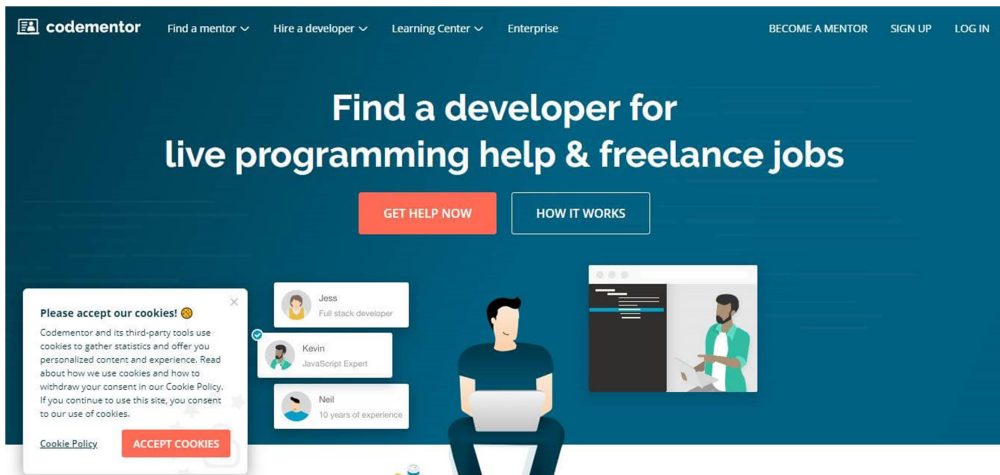 codementor Find a mentor Hire a developer Learning Center Enterprise BECOME A MENTOR SIGN UP LOG IN
Find a developer for
live programming help & freelance jobs
GET HELP NOW HOW IT WORKS
Jess
Full stack developer
Kevin
JavaScript Expert
Neil
10 years of experience
Please accept our cookies!
Codementor and its third-party tools use
cookies to gather statistics and offer you
personalized content and experience. Read
about how we use cookies and how to
withdraw your consent in our Cookie Policy.
If you continue to use this site, you consent
to our use of cookies.
Cookie Policy ACCEPT COOKIES